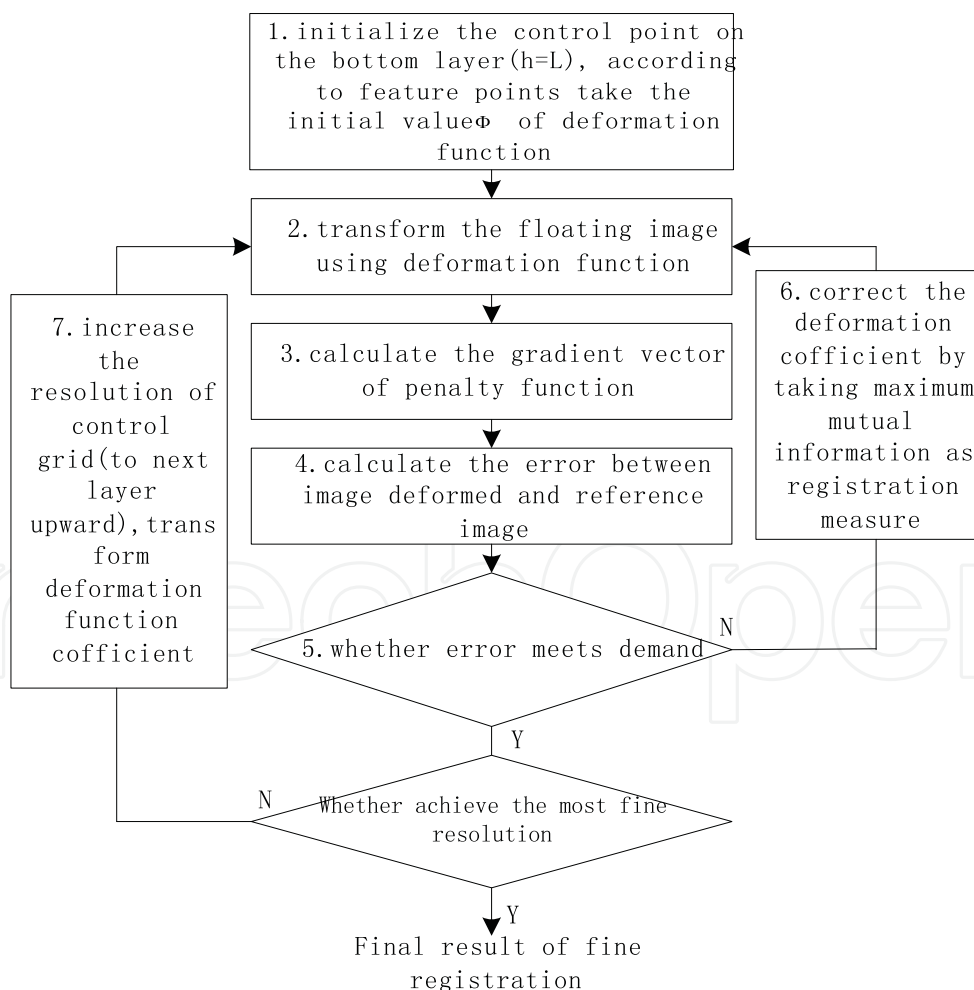 1.initialize the control point on
the bottom layer(h=L), according
to feature points take the
initial valueΦ of deformation
function
2.transform the floating image
using deformation function
3.calculate the gradient vector
of penalty function
4.calculate the error between
image deformed and reference
image
5.whether error meets demand
N
6.correct the
deformation
cofficient by
taking maximum
mutual
information as
registration
measure
7.increase
the
resolution of
control
grid(to next
layer
upward),trans
form
deformation
function
cofficient
Y
N
Whether achieve the most fine
resolution
Y
Final result of fine
registration